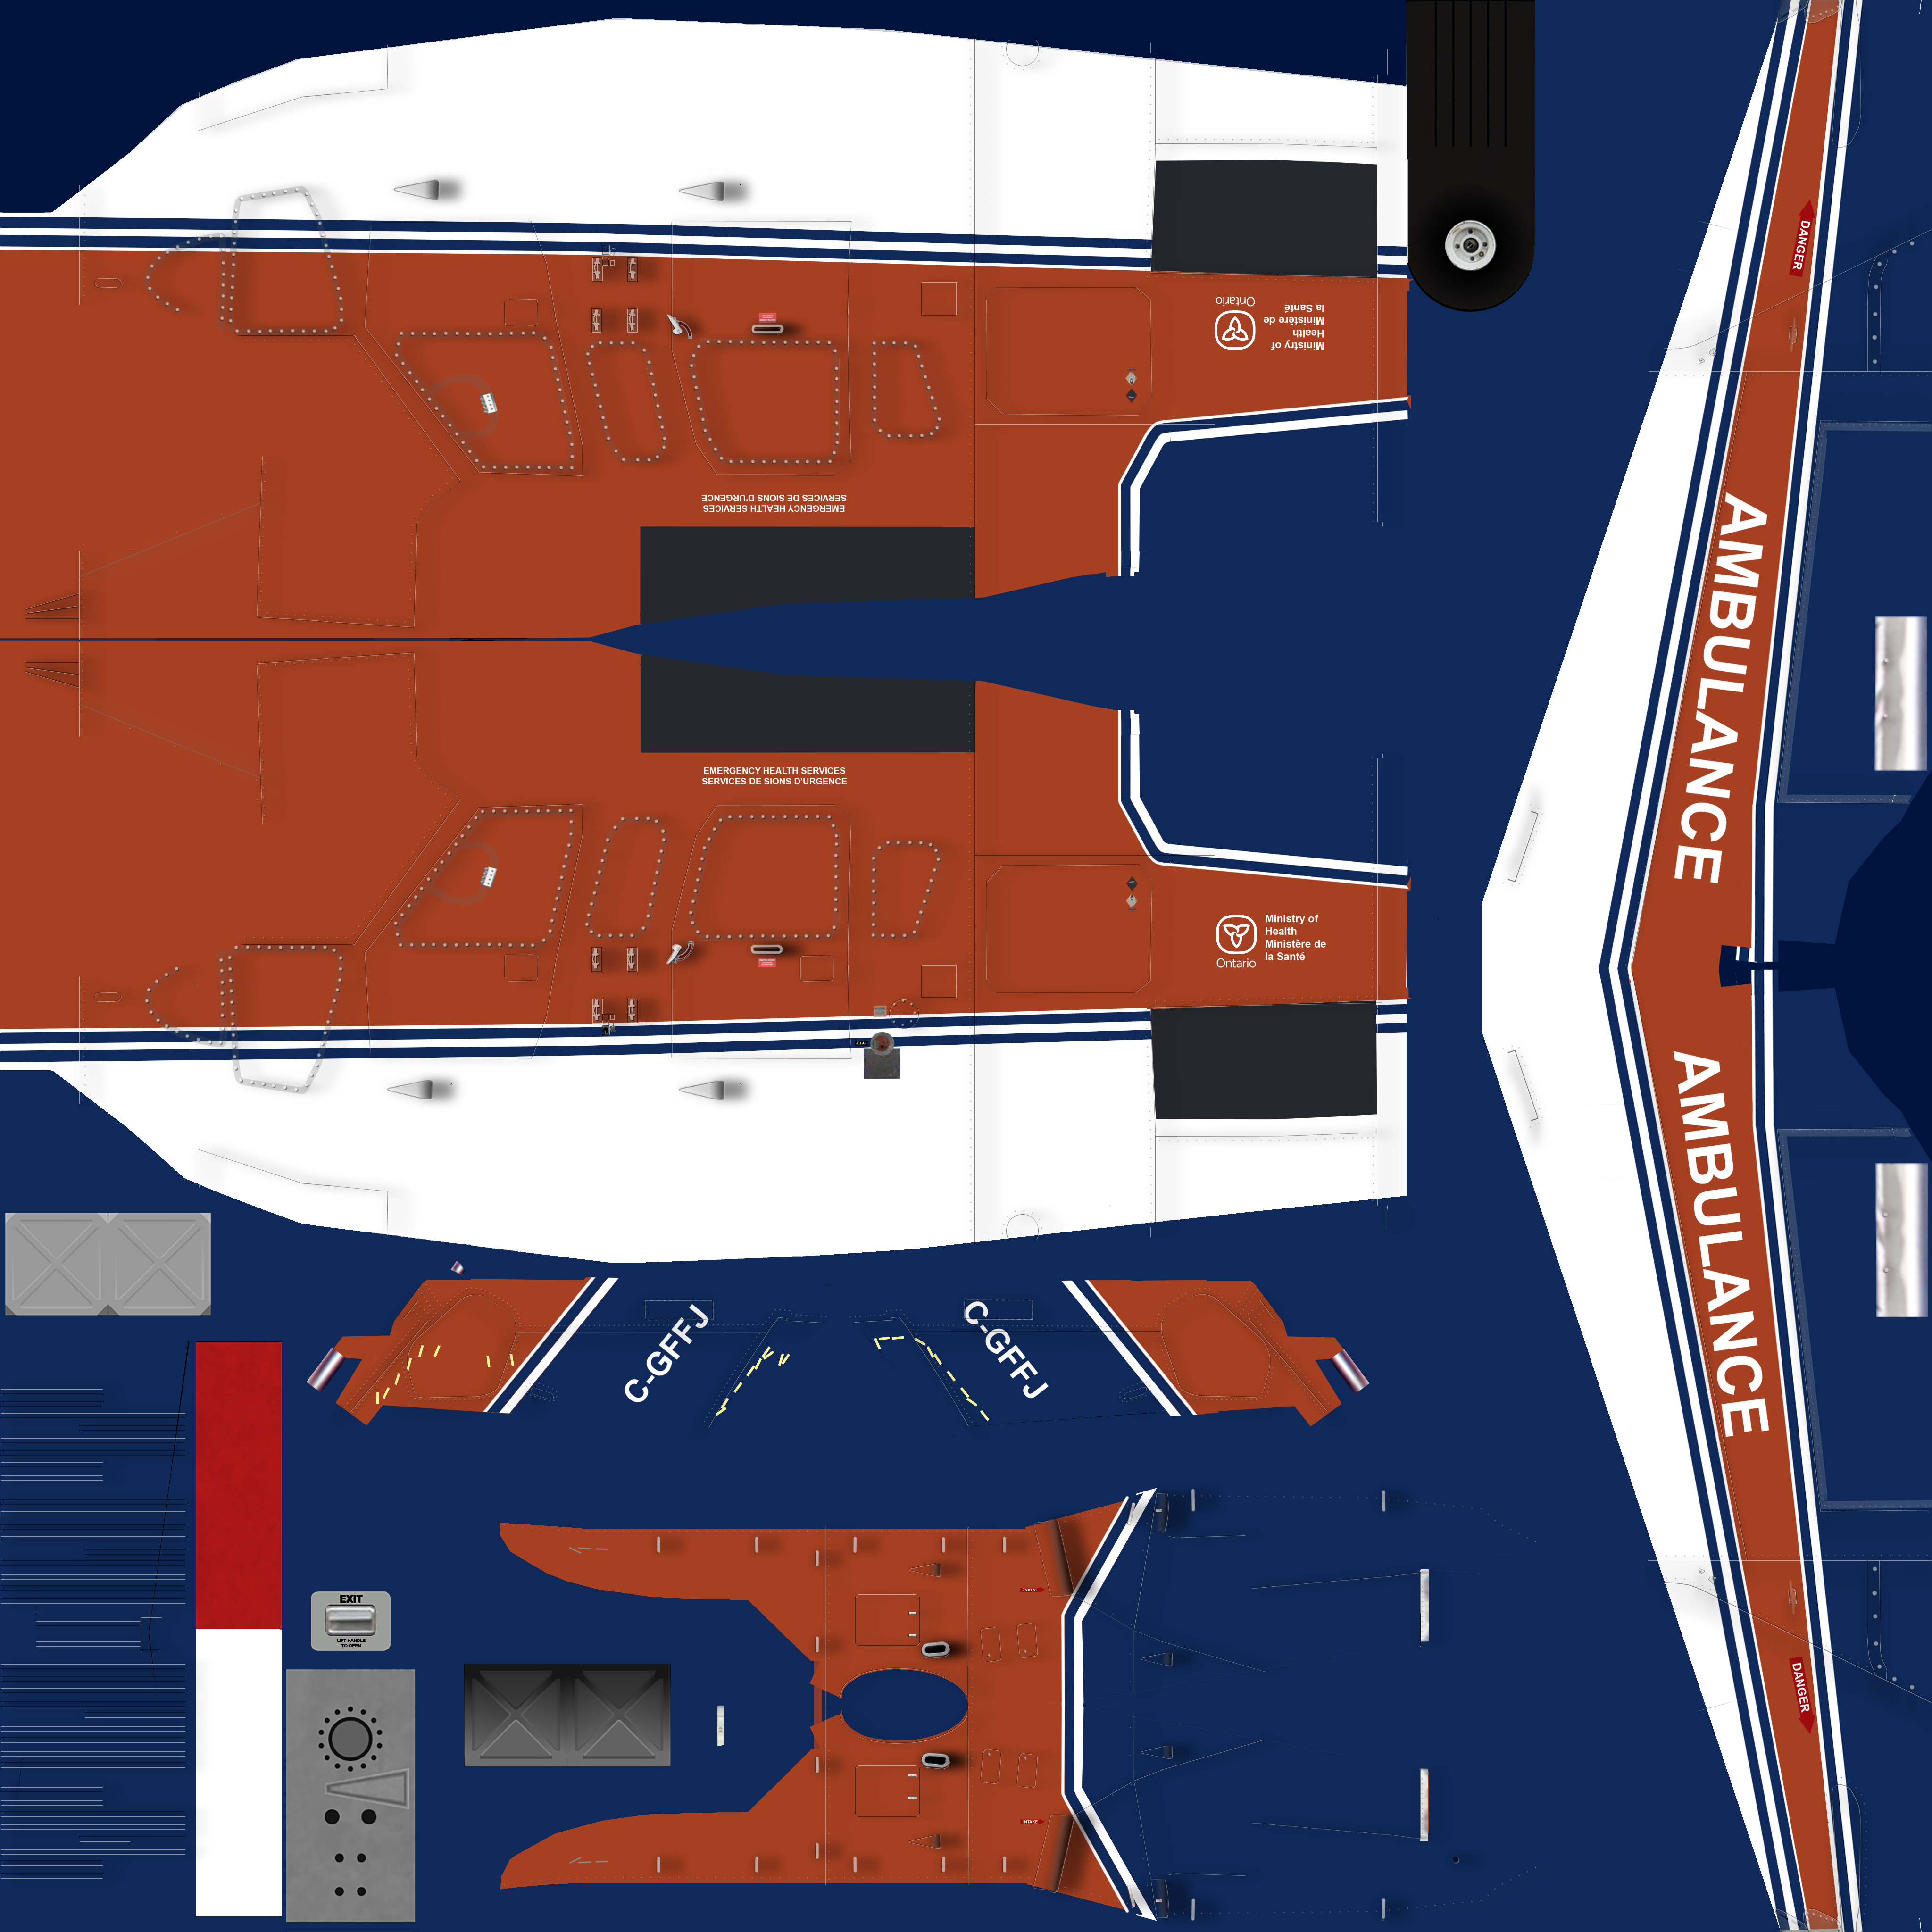 DANGER
Ontario
Ministry of
Health
Ministère de
la Santé
AMBULANCE
EMERGENCY HEALTH SERVICES
SERVICES DE SIONS D'URGENCE
EMERGENCY HEALTH SERVICES
SERVICES DE SIONS D'URGENCE
Ministry of
Health
Ministère de
la Santé
Ontario
AMBULANCE
C-GFFJ
C-GFFJ
INTAKE
EXIT
LIFT HANDLE
TO OPEN
DANGER
INTAKE